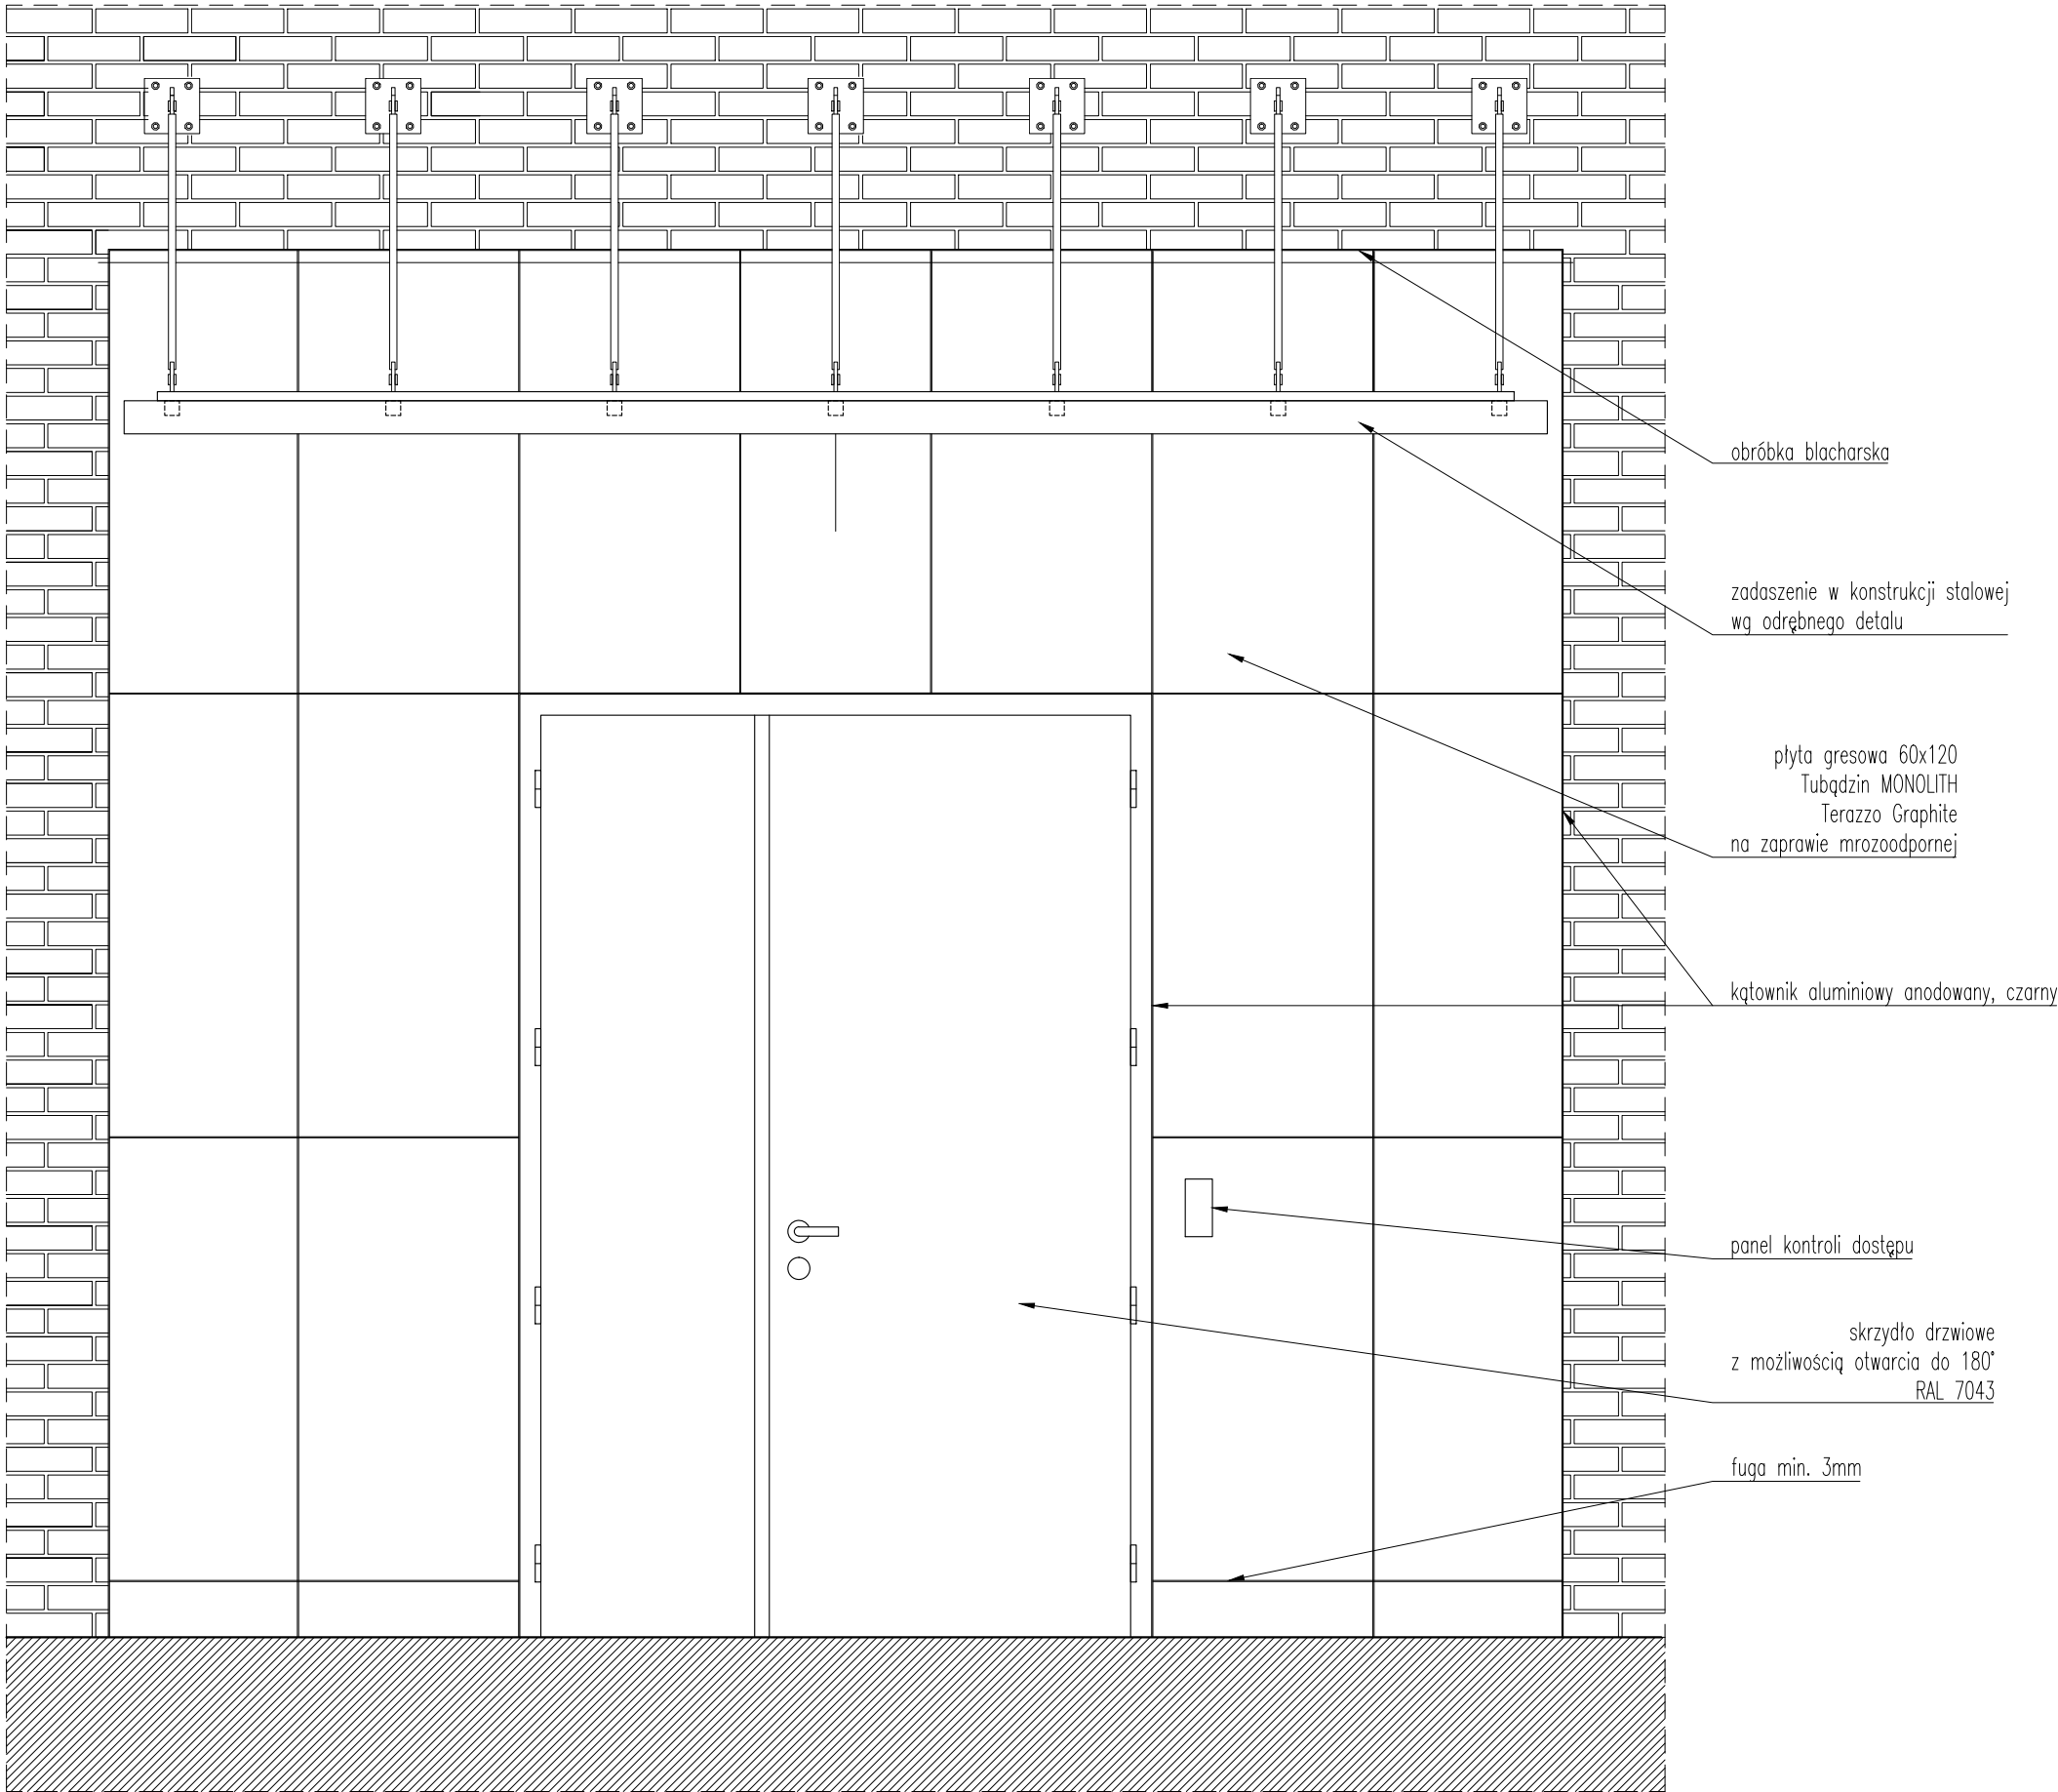 obróbka blacharska
zadaszenie w konstrukcji stalowej
wg odrębnego detalu
płyta gresowa 60x120
Tubądzin MONOLITH
Terazzo Graphite
na zaprawie mrozoodpornej
kątownik aluminiowy anodowany, czarny
panel kontroli dostępu
skrzydło drzwiowe
z możliwością otwarcia do 180°
RAL 7043
fuga min. 3mm